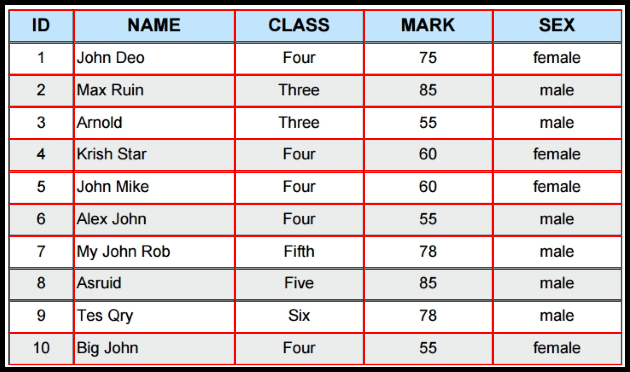 ID NAME CLASS MARK SEX
1 John Deo Four 75 female
2 Max Ruin Three 85 male
3 Arnold Three 55 male
4 Krish Star Four 60 female
5 John Mike Four 60 female
6 Alex John Four 55 male
7 My John Rob Fifth 78 male
8 Asruid Five 85 male
9 Tes Qry Six 78 male
10 Big John Four 55 female